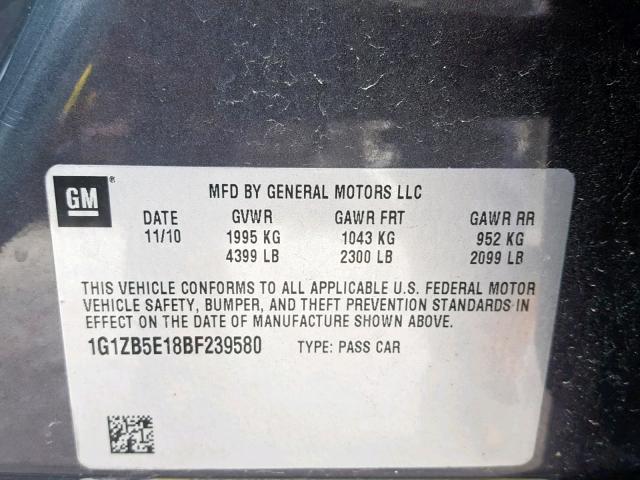 GM ®
MFD BY GENERAL MOTORS LLC
DATE GVWR GAWR FRT GAWR RR
11/10 1995 KG 1043 KG 952 KG
4399 LB 2300 LB 2099 LB
THIS VEHICLE CONFORMS TO ALL APPLICABLE U.S. FEDERAL MOTOR
VEHICLE SAFETY, BUMPER, AND THEFT PREVENTION STANDARDS IN
EFFECT ON THE DATE OF MANUFACTURE SHOWN ABOVE.
1G1ZB5E18BF239580 TYPE: PASS CAR